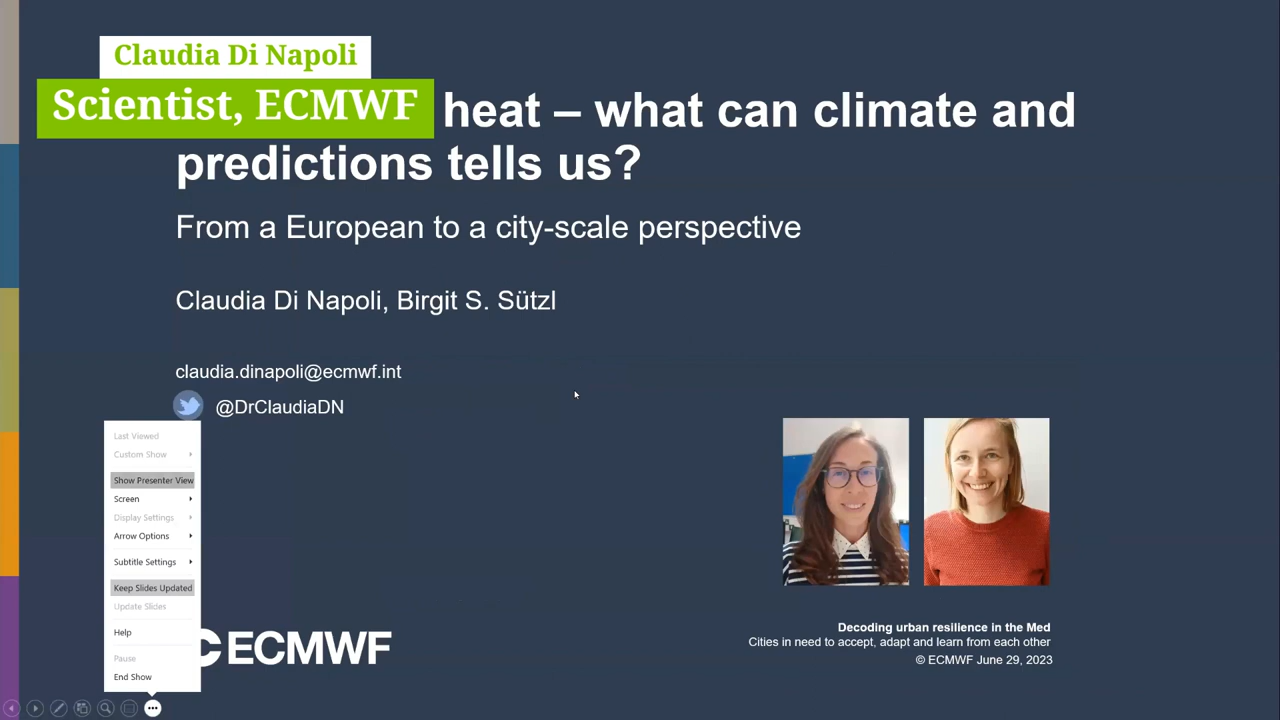 Claudia Di Napoli
Scientist, ECMWF
heat – what can climate and
predictions tells us?
From a European to a city-scale perspective
Claudia Di Napoli, Birgit S. Sützl
claudia.dinapoli@ecmwf.int
@DrClaudiaDN
Last Viewed
Custom Show
Show Presenter View
Screen
Display Settings
Arrow Options
Subtitle Settings
Keep Slides Updated
Update Slides
Help
Pause
End Show
ECMWF
Decoding urban resilience in the Med
Cities in need to accept, adapt and learn from each other
© ECMWF June 29, 2023